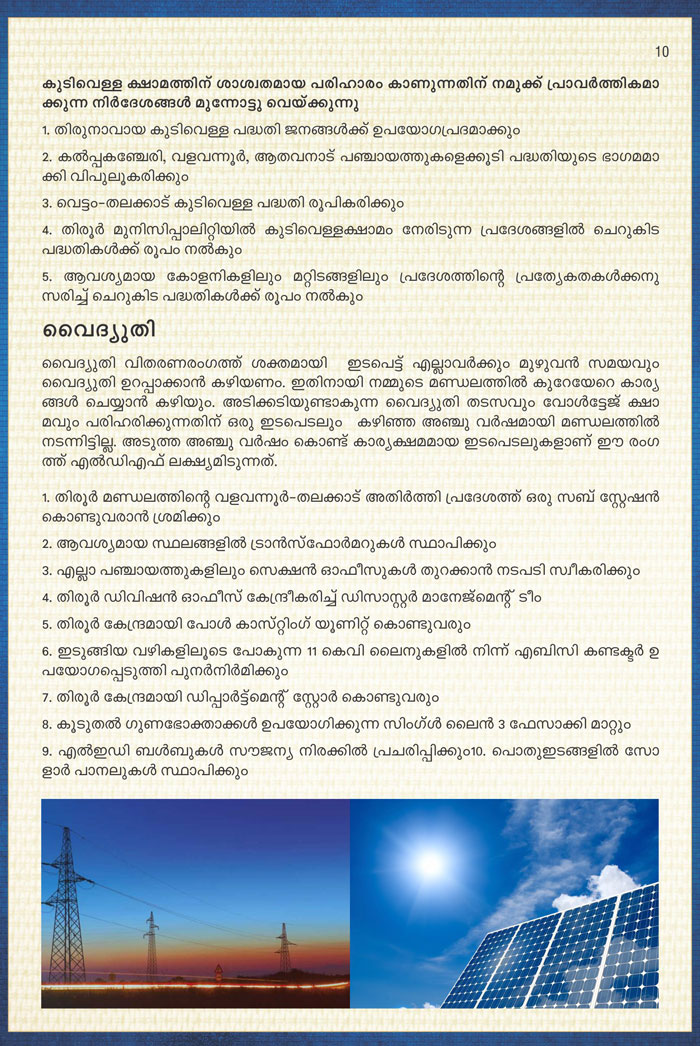 10
കുടിവെള്ള ക്ഷാമത്തിന് ശാശ്വതമായ പരിഹാരം കാണുന്നതിന് നമുക്ക് പ്രാവർത്തികമാ
ക്കുന്ന നിർദേശങ്ങൾ മുന്നോട്ടു വെയ്ക്കുന്നു
1. തിരുനാവായ കുടിവെള്ള പദ്ധതി ജനങ്ങൾക്ക് ഉപയോഗപ്രദമാക്കും
2. കൽപ്പകഞ്ചേരി, വളവന്നൂർ, ആതവനാട് പഞ്ചായത്തുകളെക്കൂടി പദ്ധതിയുടെ ഭാഗമമാ
ക്കി വിപുലൂകരിക്കും
3. വെട്ടം-തലക്കാട് കുടിവെള്ള പദ്ധതി രൂപികരിക്കും
4. തിരൂർ മുനിസിപ്പാലിറ്റിയിൽ കുടിവെള്ളക്ഷാമം നേരിടുന്ന പ്രദേശങ്ങളിൽ ചെറുകിട
പദ്ധതികൾക്ക് രൂപം നൽകും
5. ആവശ്യമായ കോളനികളിലും മറ്റിടങ്ങളിലും പ്രദേശത്തിന്റെ പ്രത്യേകതകൾക്കനു
സരിച്ച് ചെറുകിട പദ്ധതികൾക്ക് രൂപം നൽകും
വൈദ്യുതി
വൈദ്യുതി വിതരണരംഗത്ത് ശക്തമായി ഇടപെട്ട് എല്ലാവർക്കും മുഴുവൻ സമയവും
വൈദ്യുതി ഉറപ്പാക്കാൻ കഴിയണം. ഇതിനായി നമ്മുടെ മണ്ഡലത്തിൽ കുറേയേറെ കാര്യ
ങ്ങൾ ചെയ്യാൻ കഴിയും. അടിക്കടിയുണ്ടാകുന്ന വൈദ്യുതി തടസവും വോൾട്ടേജ് ക്ഷാ
മവും പരിഹരിക്കുന്നതിന് ഒരു ഇടപെടലും കഴിഞ്ഞ അഞ്ചു വർഷമായി മണ്ഡലത്തിൽ
നടന്നിട്ടില്ല. അടുത്ത അഞ്ചു വർഷം കൊണ്ട് കാര്യക്ഷമമായ ഇടപെടലുകളാണ് ഈ രംഗ
ത്ത് എൽഡിഎഫ് ലക്ഷ്യമിടുന്നത്.
1. തിരൂർ മണ്ഡലത്തിന്റെ വളവന്നൂർ-തലക്കാട് അതിർത്തി പ്രദേശത്ത് ഒരു സബ് സ്റ്റേഷൻ
കൊണ്ടുവരാൻ ശ്രമിക്കും
2. ആവശ്യമായ സ്ഥലങ്ങളിൽ ട്രാൻസ്ഫോർമറുകൾ സ്ഥാപിക്കും
3. എല്ലാ പഞ്ചായത്തുകളിലും സെക്ഷൻ ഓഫീസുകൾ തുറക്കാൻ നടപടി സ്വീകരിക്കും
4. തിരൂർ ഡിവിഷൻ ഓഫീസ് കേന്ദ്രീകരിച്ച് ഡിസാസ്റ്റർ മാനേജ്മെന്റ് ടീം
5. തിരൂർ കേന്ദ്രമായി പോൾ കാസ്റ്റിംഗ് യൂണിറ്റ് കൊണ്ടുവരും
6. ഇടുങ്ങിയ വഴികളിലൂടെ പോകുന്ന 11 കെവി ലൈനുകളിൽ നിന്ന് എബിസി കണ്ടക്ടർ ഉ
പയോഗപ്പെടുത്തി പുനർനിർമിക്കും
7. തിരൂർ കേന്ദ്രമായി ഡിപ്പാർട്ട്മെന്റ് സ്റ്റോർ കൊണ്ടുവരും
8. കൂടുതൽ ഗുണഭോക്താക്കൾ ഉപയോഗിക്കുന്ന സിംഗ്ൾ ലൈൻ 3 ഫേസാക്കി മാറ്റും
9. എൽഇഡി ബൾബുകൾ സൗജന്യ നിരക്കിൽ പ്രചരിപ്പിക്കും10. പൊതുഇടങ്ങളിൽ സോ
ളാർ പാനലുകൾ സ്ഥാപിക്കും